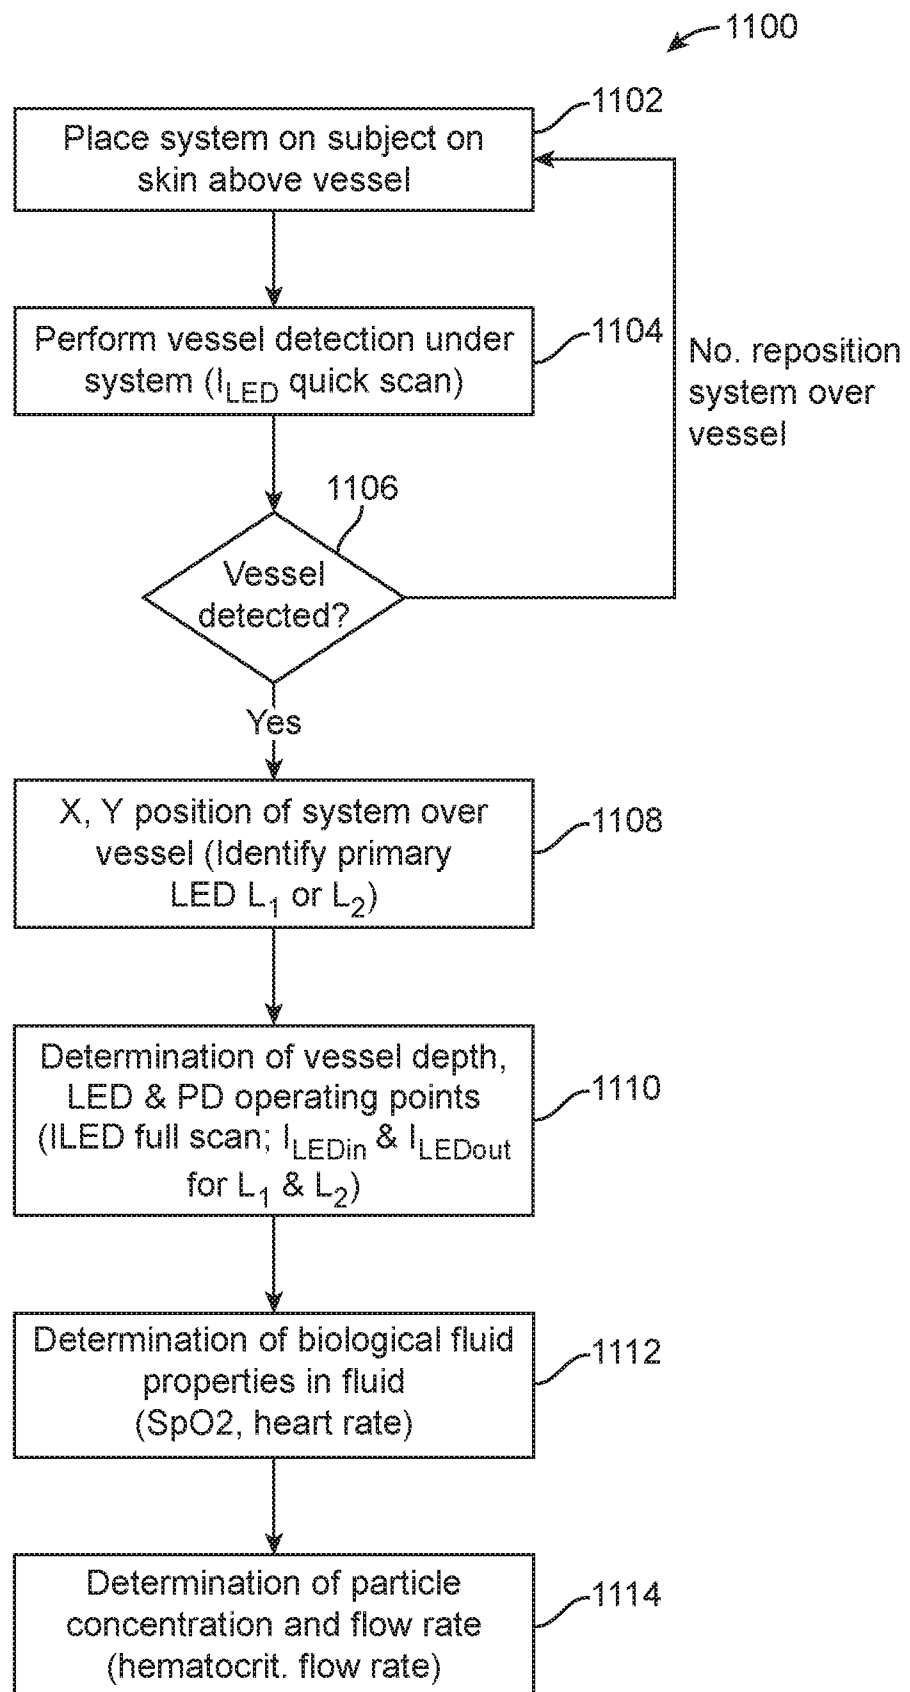 1100
1102
Place system on subject on
skin above vessel
1104
Perform vessel detection under
system (I_LED quick scan)
No. reposition
system over
vessel
1106
Vessel
detected?
Yes
1108
X, Y position of system over
vessel (Identify primary
LED L₁ or L₂)
1110
Determination of vessel depth,
LED & PD operating points
(ILED full scan; I_LEDin & I_LEDout
for L₁ & L₂)
1112
Determination of biological fluid
properties in fluid
(SpO2, heart rate)
1114
Determination of particle
concentration and flow rate
(hematocrit. flow rate)